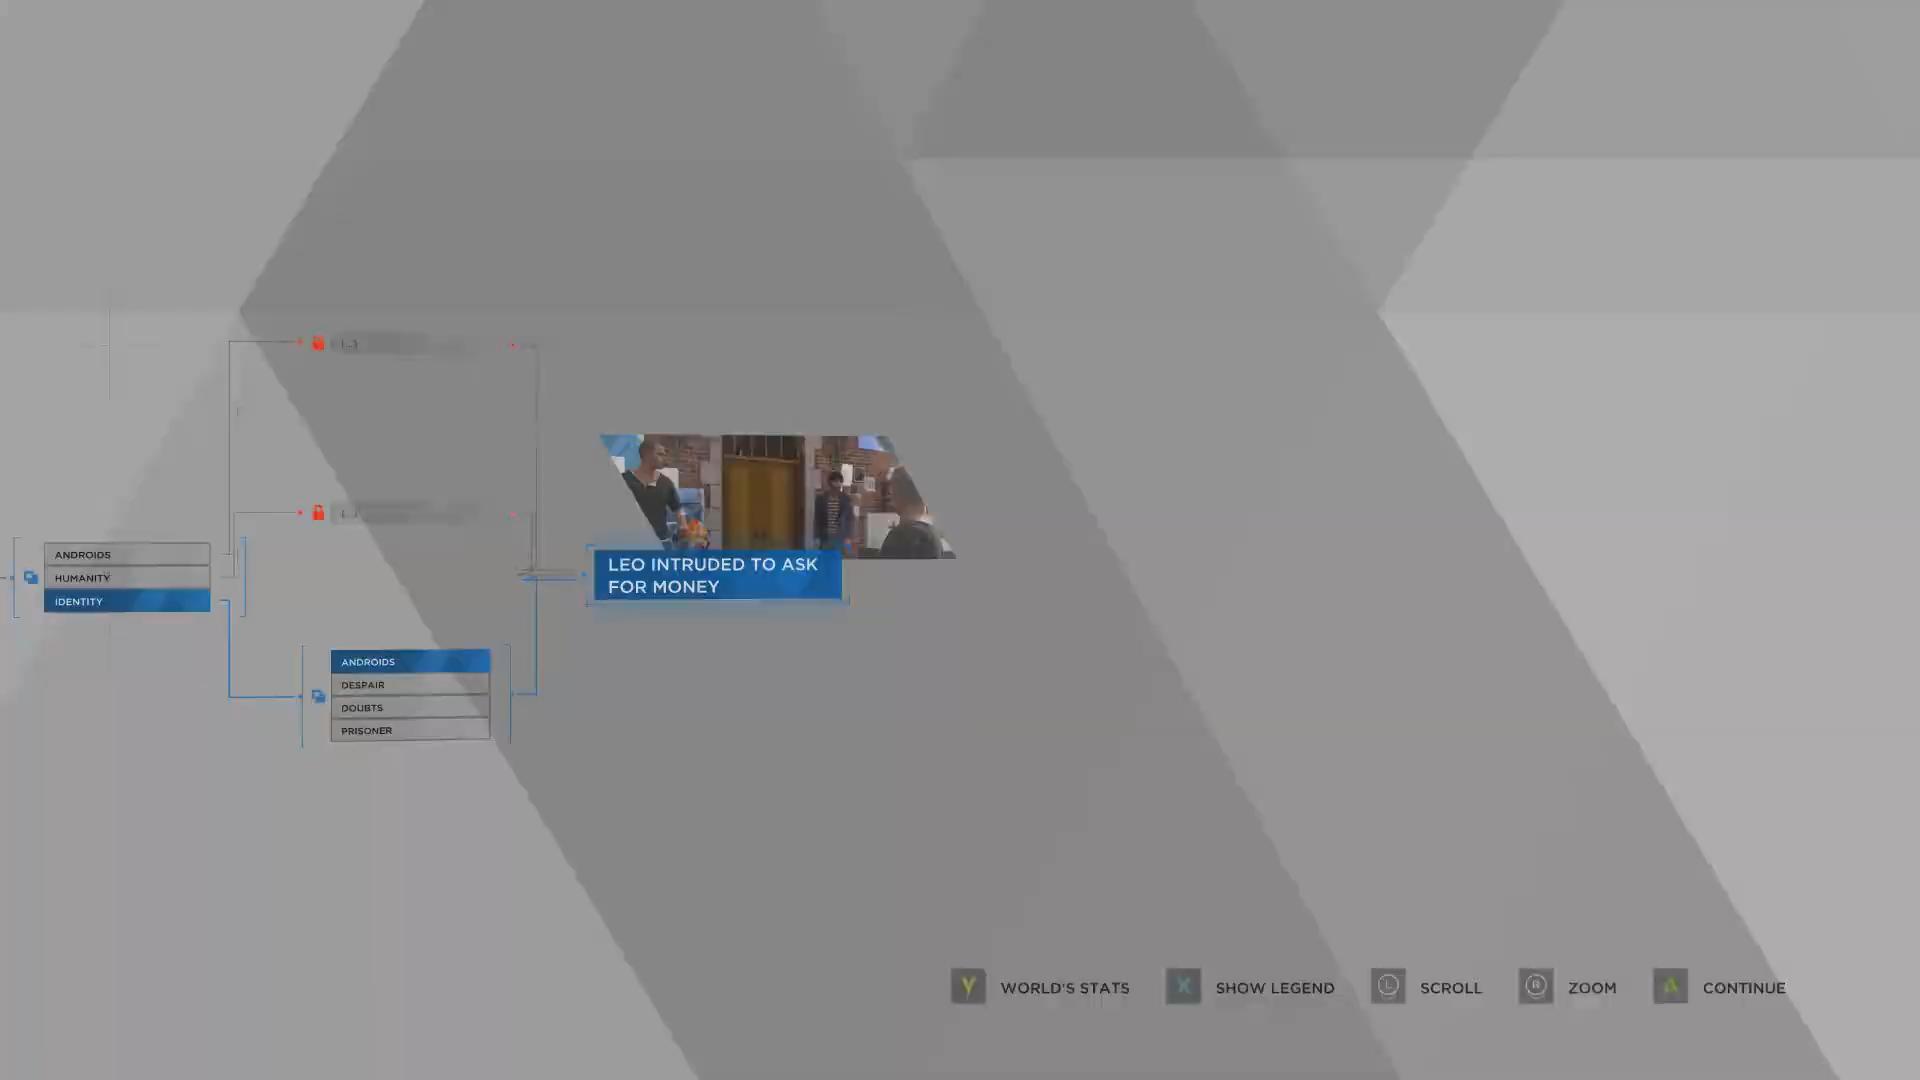 (...)
(...)
ANDROIDS
HUMANITY
IDENTITY
LEO INTRUDED TO ASK
FOR MONEY
ANDROIDS
DESPAIR
DOUBTS
PRISONER
Y WORLD'S STATS
X SHOW LEGEND
L SCROLL
R ZOOM
A CONTINUE